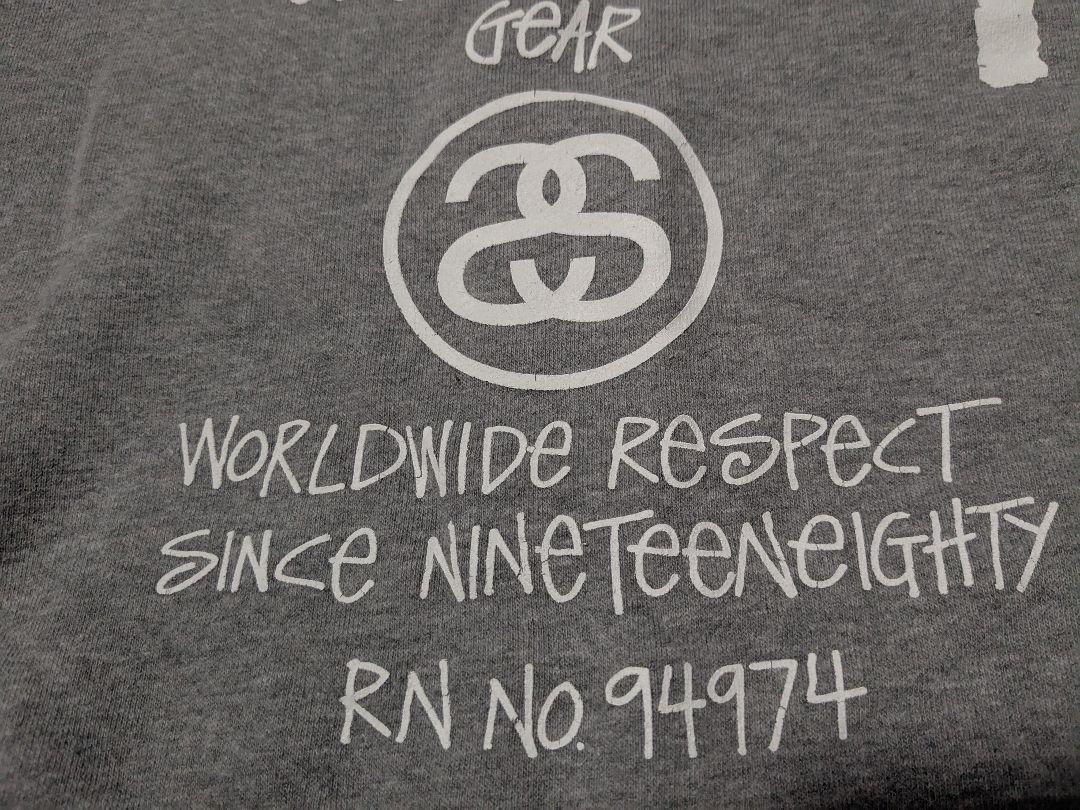 GeAR
WORLDWIDe ReSPeCT
SINCe NINeTeeNeIGHTY
RN NO. 94974